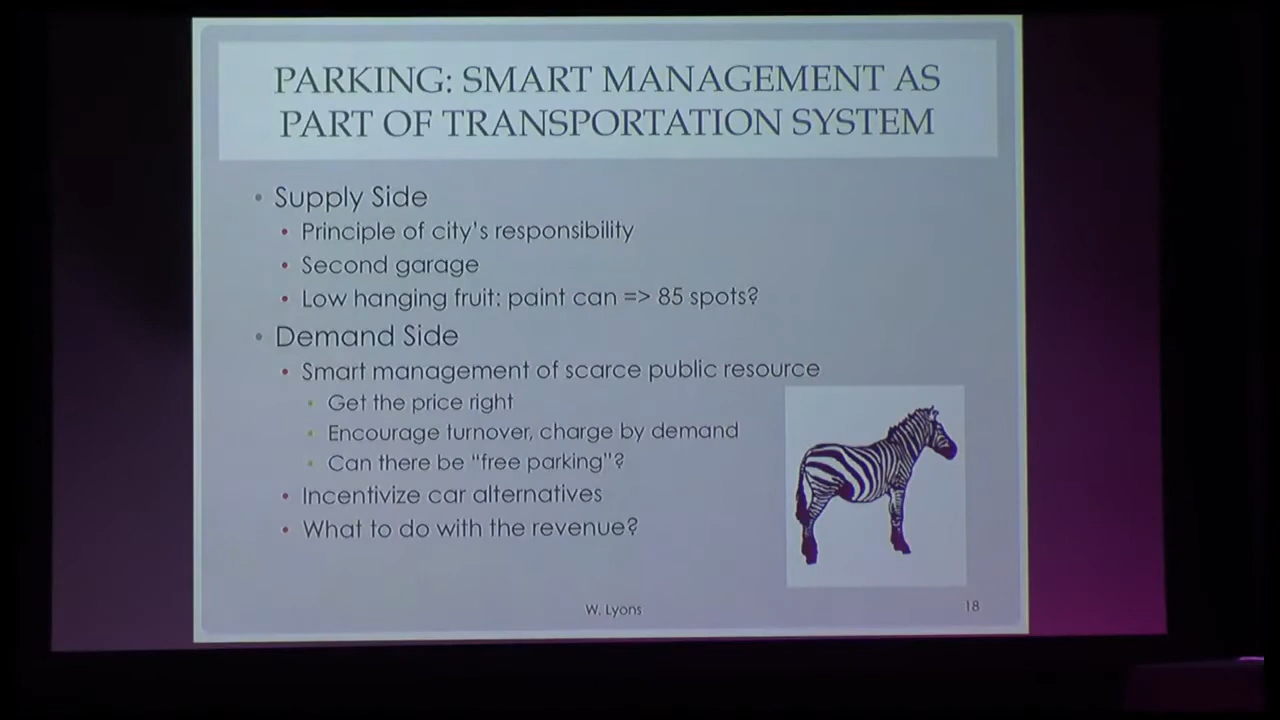 PARKING: SMART MANAGEMENT AS
PART OF TRANSPORTATION SYSTEM
• Supply Side
• Principle of city's responsibility
• Second garage
• Low hanging fruit: paint can => 85 spots?
• Demand Side
• Smart management of scarce public resource
• Get the price right
• Encourage turnover, charge by demand
• Can there be "free parking"?
• Incentivize car alternatives
• What to do with the revenue?
W. Lyons
18